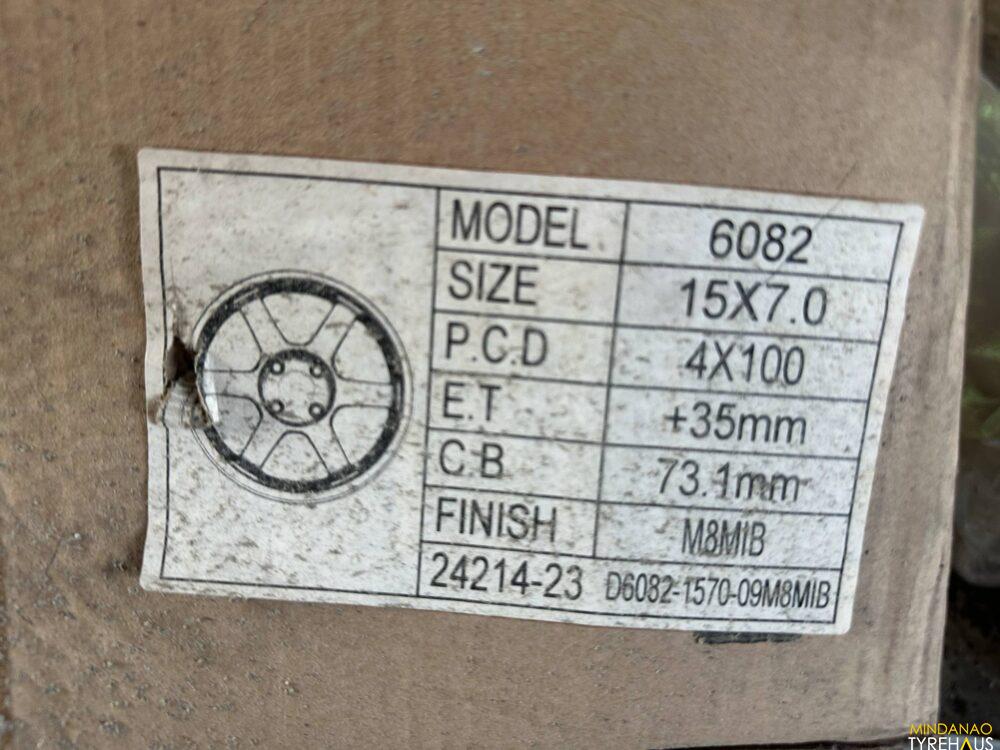 MODEL 6082
SIZE 15X7.0
P.C.D 4X100
E.T +35mm
C.B 73.1mm
FINISH M8MIB
24214-23 D6082-1570-09M8MIB
MINDANAO
TYREHAUS